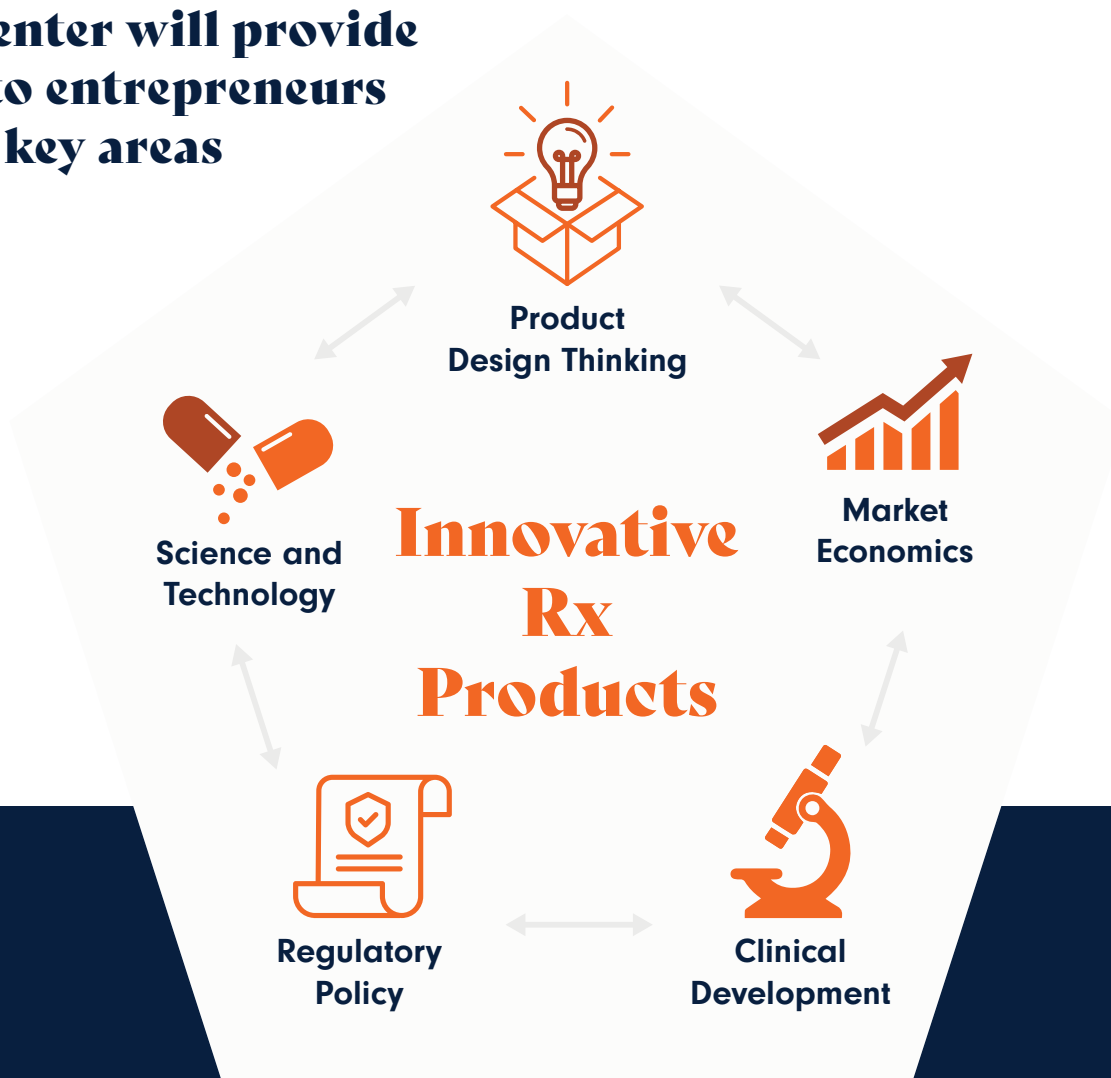 enter will provide
to entrepreneurs
key areas
Product
Design Thinking
Market
Economics
Science and
Technology
Innovative
Rx
Products
Regulatory
Policy
Clinical
Development